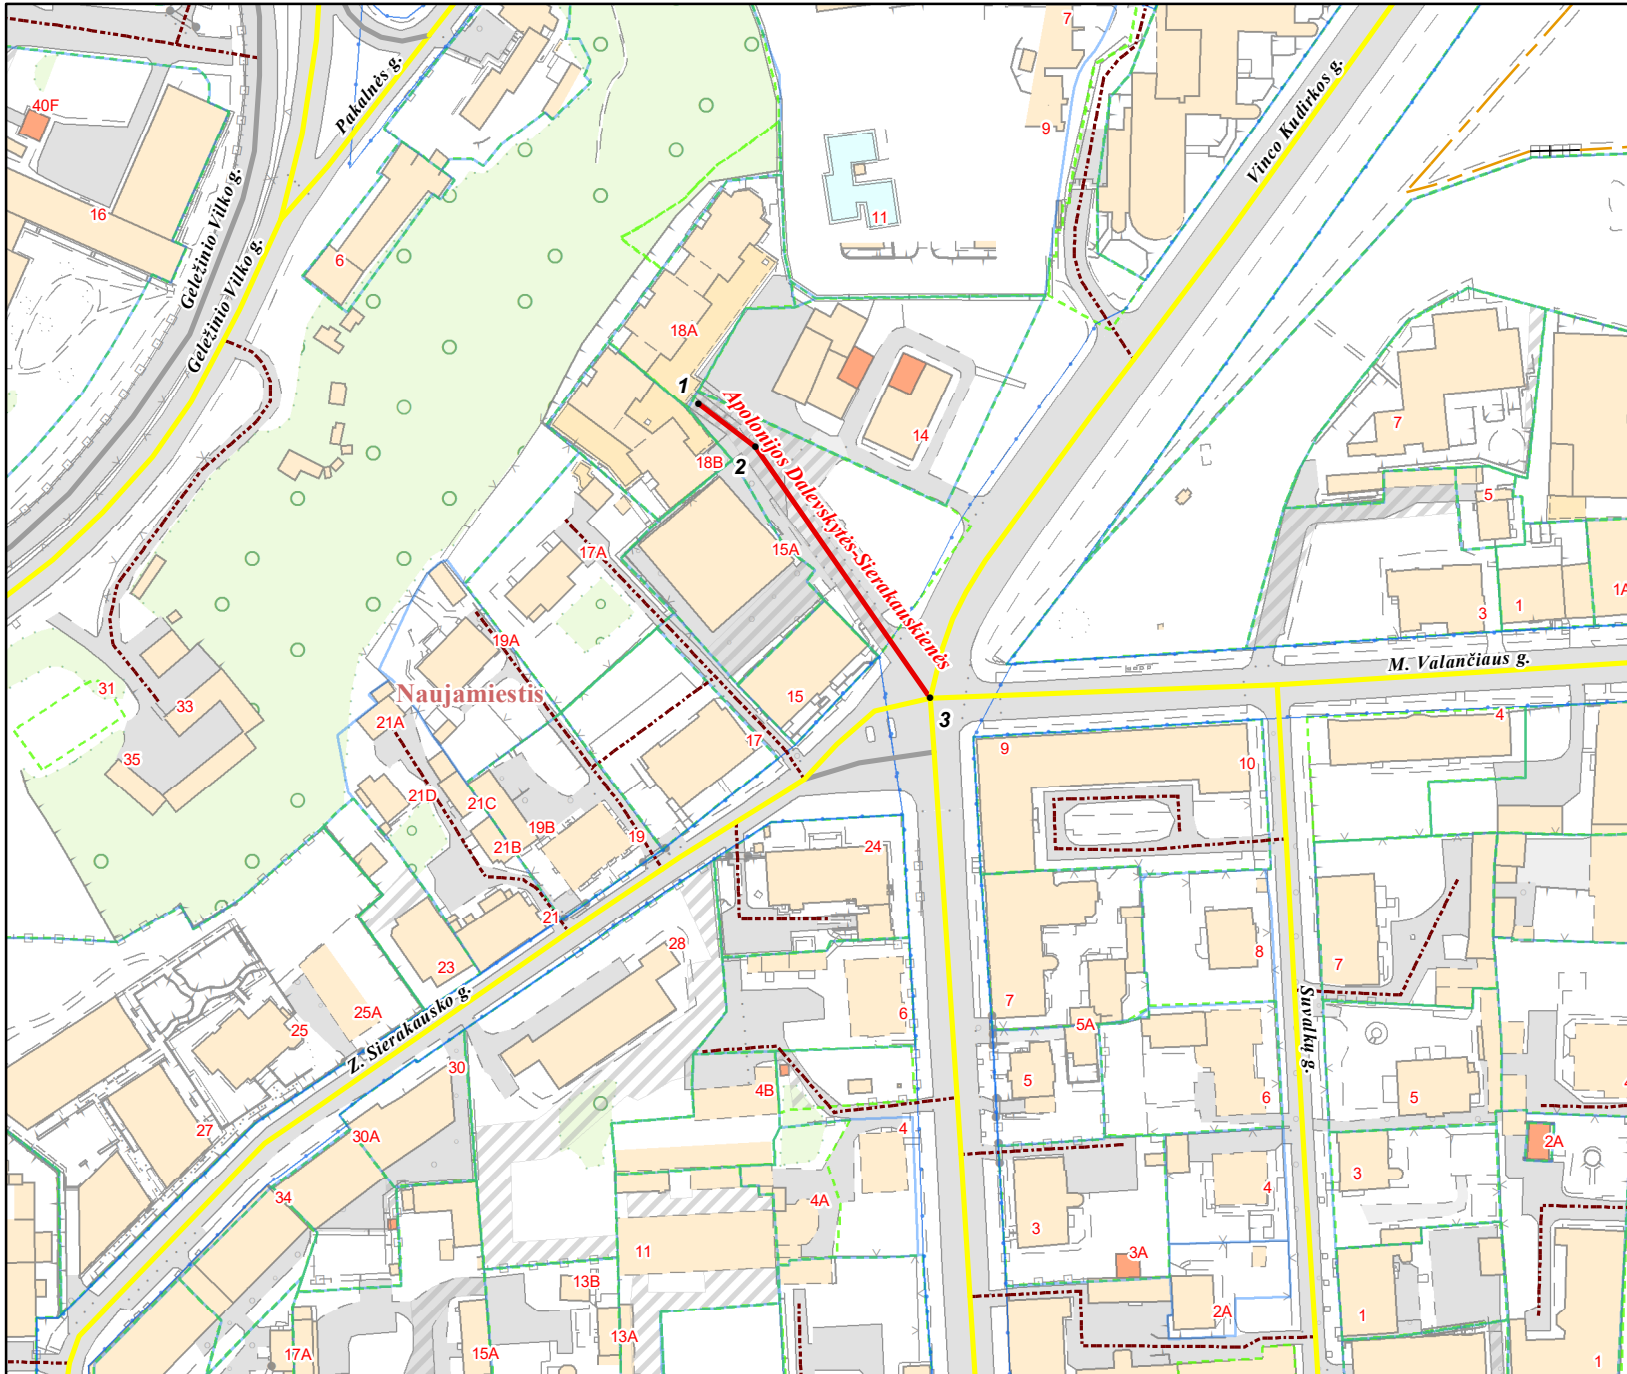 7
40F
Pakalnės g.
Vinco Kudirkos g.
9
16
Geležinio Vilko g.
11
Geležinio Vilko g.
6
18A
1
Apolonijos Dalevskytės-Sierakauskienės
14
7
2
18B
5
17A
15A
3
1
1A
19A
M. Valančiaus g.
Naujamiestis
31
33
21A
15
3
4
17
9
10
35
21D
21C
19B
21B
19
24
21
28
23
8
7
25A
7
25
Z. Sierakausko g.
6
5A
Suvalkų g.
30
5
4B
6
5
4
27
30A
4
2A
34
4A
3
4
3
11
3
3A
13B
2A
1
13A
17A
15A
1